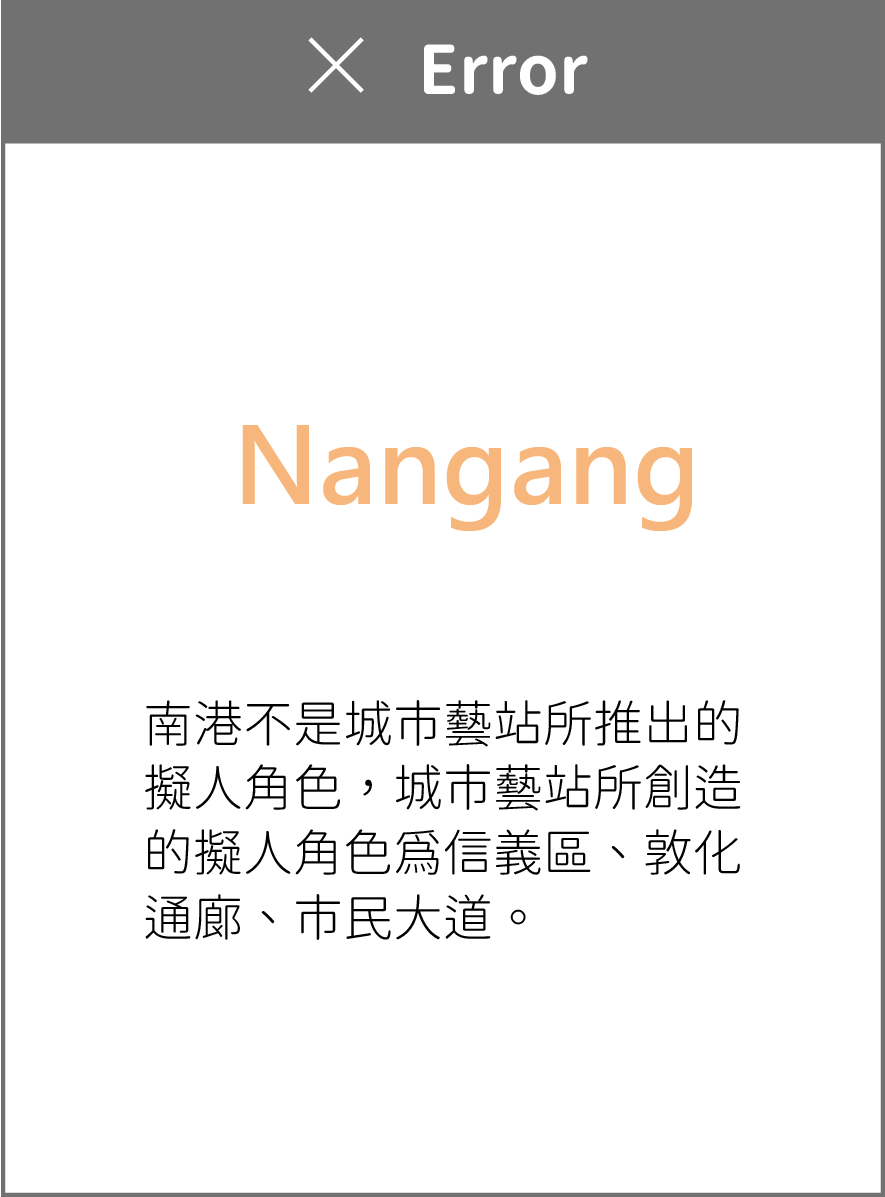 × Error
Nangang
南港不是城市藝站所推出的
擬人角色，城市藝站所創造
的擬人角色爲信義區、敦化
通廊、市民大道。